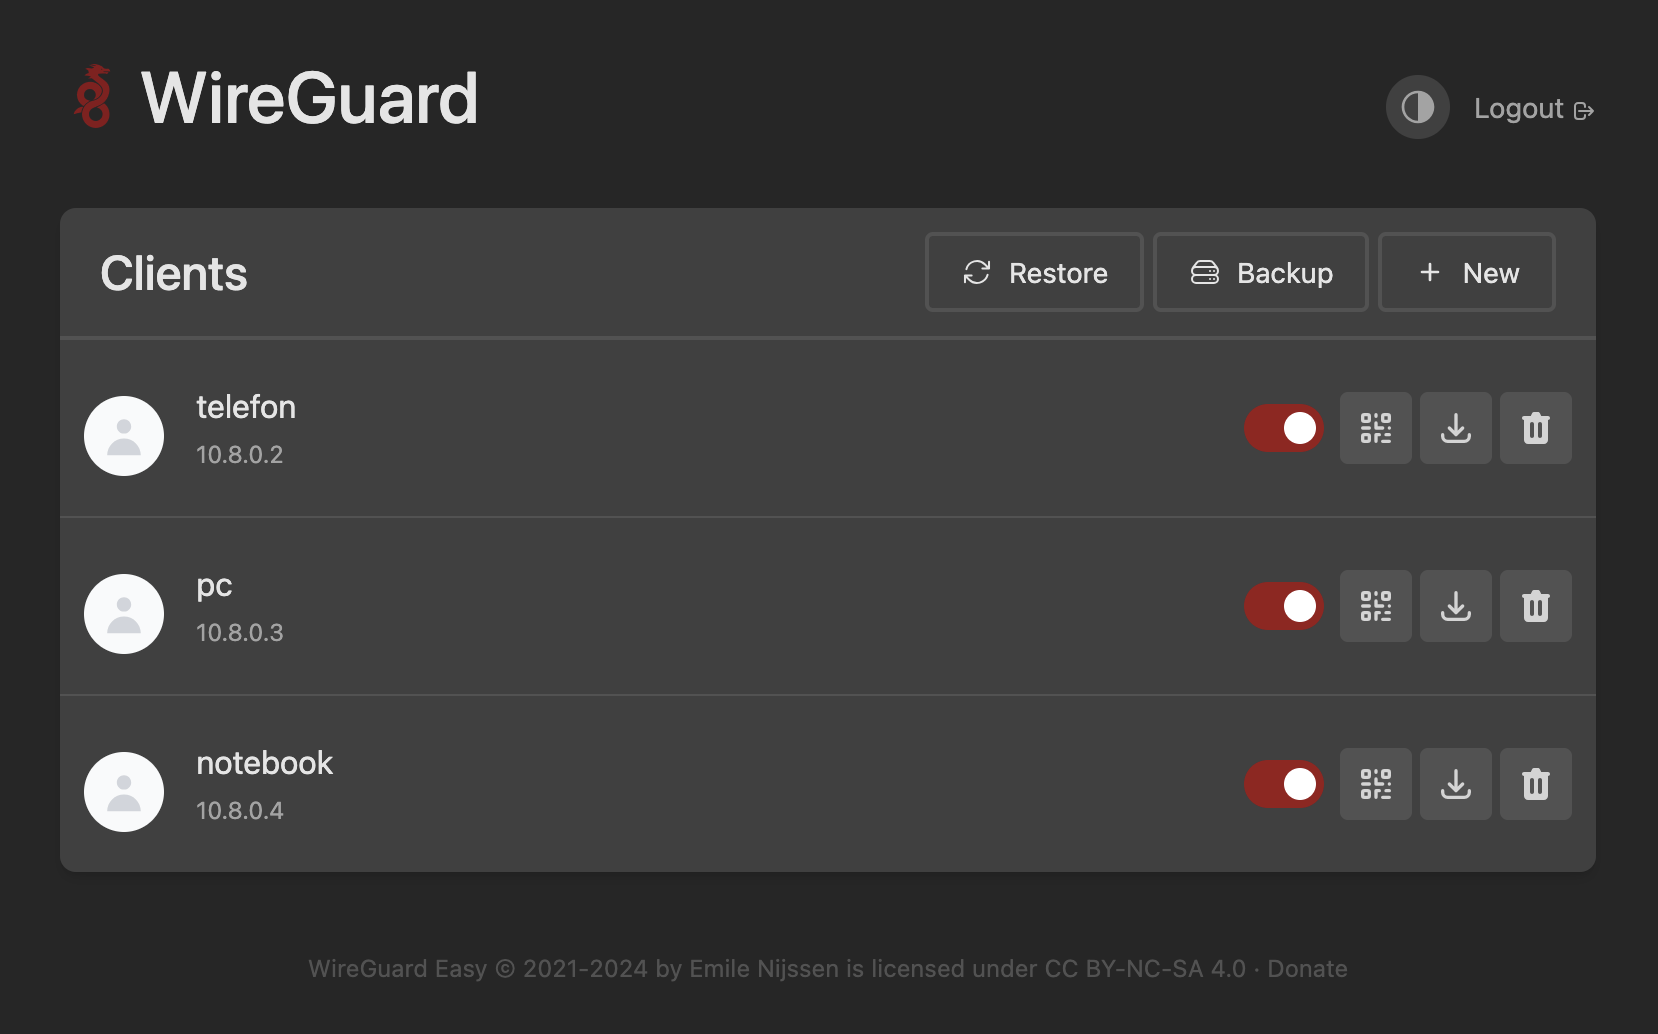 WireGuard
Logout
Clients
Restore
Backup
New
telefon
10.8.0.2
pc
10.8.0.3
notebook
10.8.0.4
WireGuard Easy © 2021-2024 by Emile Nijssen is licensed under CC BY-NC-SA 4.0 · Donate